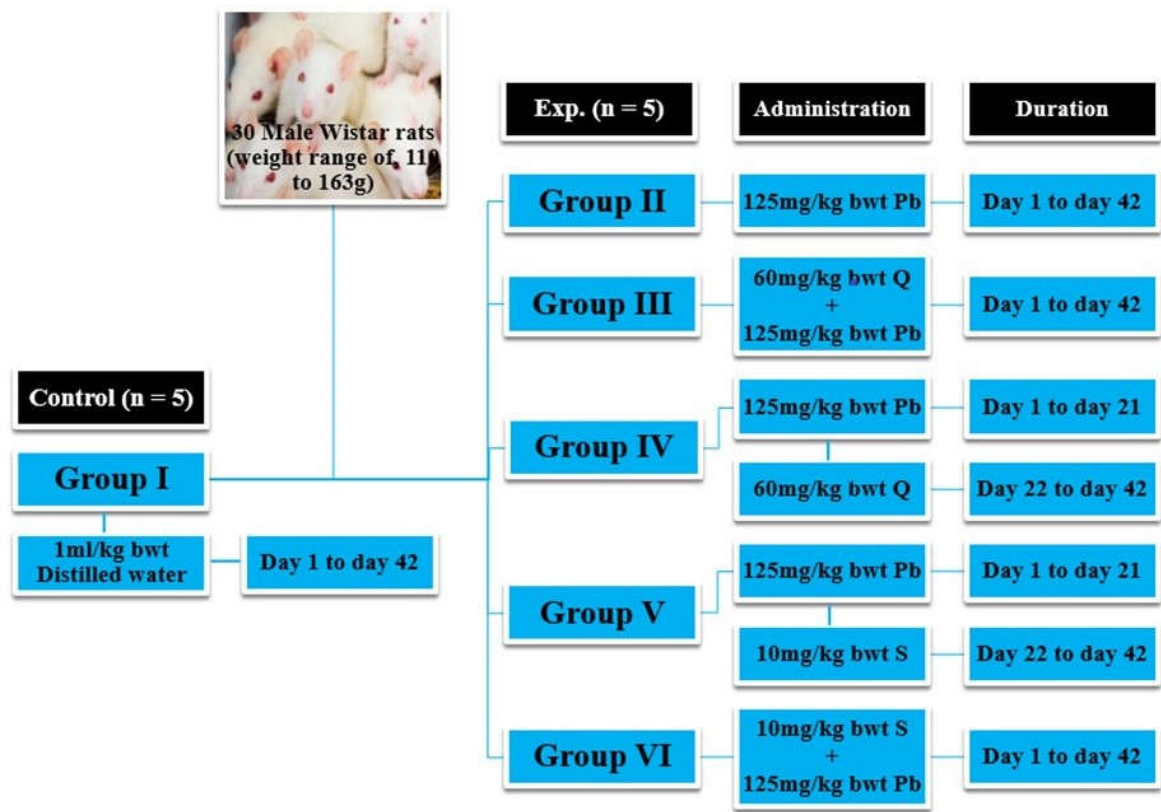 30 Male Wistar rats
(weight range of,
to 163g)
Exp. (n = 5)
Administration
Duration
Group II
125mg/kg bwt Pb
Day 1 to day 42
Group III
60mg/kg bwt Q
+
125mg/kg bwt Pb
Day 1 to day 42
Control (n = 5)
Group I
1ml/kg bwt
Distilled water
Day 1 to day 42
Group IV
125mg/kg bwt Pb
Day 1 to day 21
60mg/kg bwt Q
Day 22 to day 42
Group V
125mg/kg bwt Pb
Day 1 to day 21
10mg/kg bwt S
Day 22 to day 42
Group VI
10mg/kg bwt S
+
125mg/kg bwt Pb
Day 1 to day 42